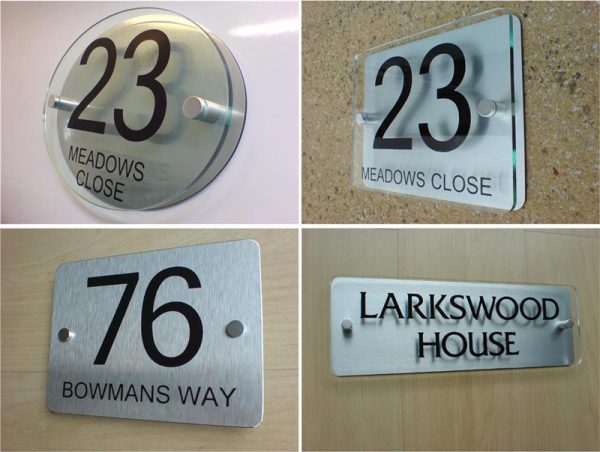 23
MEADOWS
CLOSE
23
MEADOWS CLOSE
76
BOWMANS WAY
LARKSWOOD
HOUSE